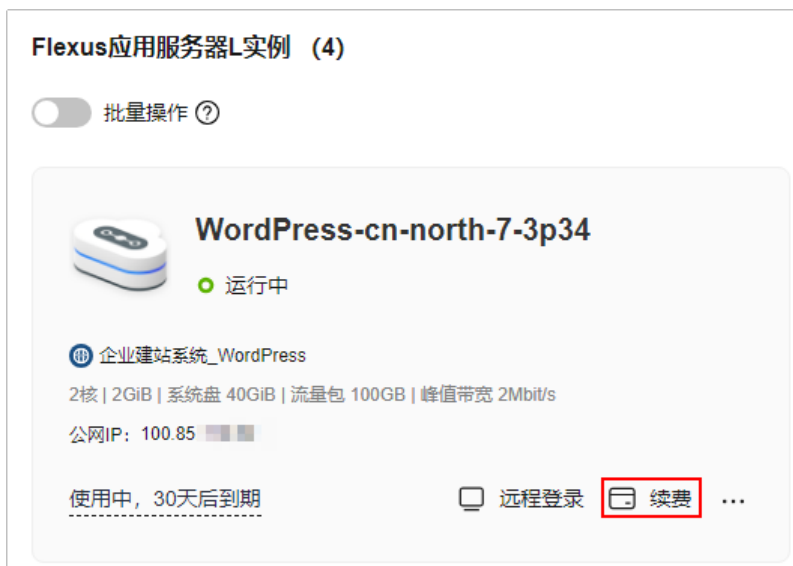 Flexus应用服务器L实例 (4)
批量操作 ?
WordPress-cn-north-7-3p34
运行中
企业建站系统_WordPress
2核 | 2GiB | 系统盘 40GiB | 流量包 100GB | 峰值带宽 2Mbit/s
公网IP: 100.85
使用中，30天后到期 远程登录 续费 ...